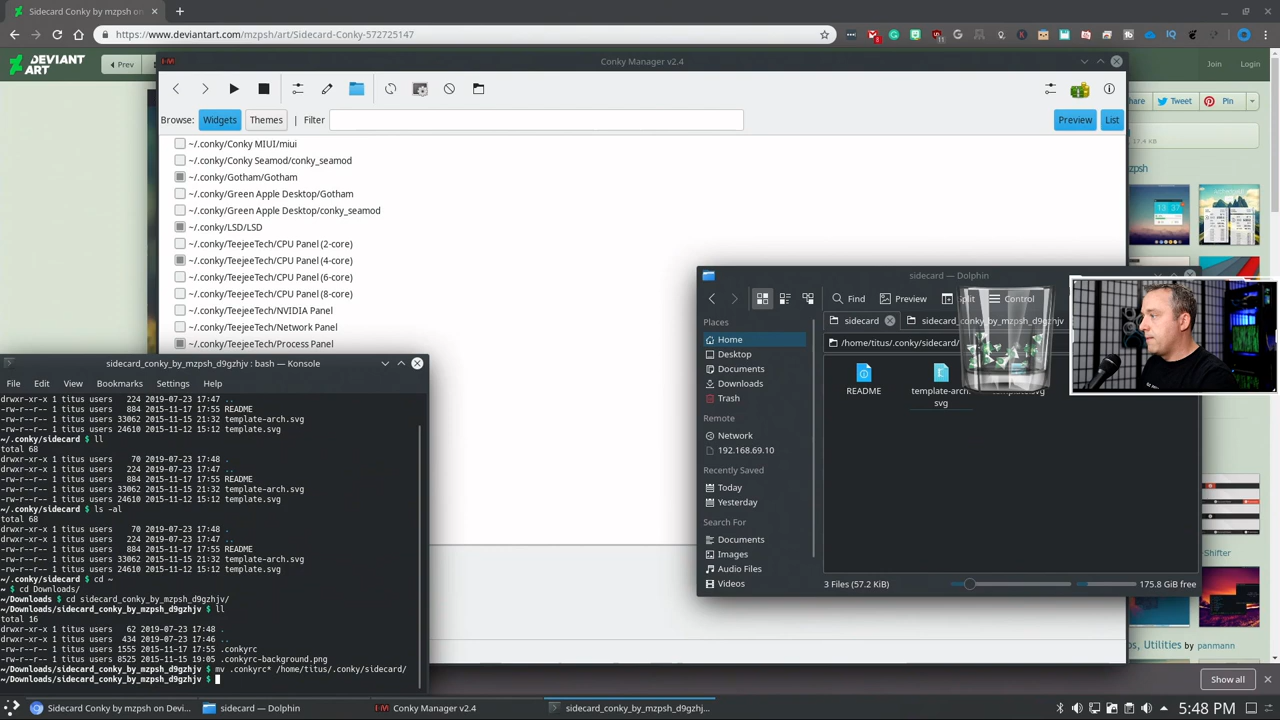 Sidecard Conky by mzpsh on
https://www.deviantart.com/mzpsh/art/Sidecard-Conky-572725147
DEVIANT ART
Prev
Join
Login
Share
Tweet
Pin
17.4 KB
Conky Manager v2.4
Browse:
Widgets
Themes
|
Filter
Preview
List
~/.conky/Conky MIUI/miui
~/.conky/Conky Seamod/conky_seamod
~/.conky/Gotham/Gotham
~/.conky/Green Apple Desktop/Gotham
~/.conky/Green Apple Desktop/conky_seamod
~/.conky/LSD/LSD
~/.conky/TeejeeTech/CPU Panel (2-core)
~/.conky/TeejeeTech/CPU Panel (4-core)
~/.conky/TeejeeTech/CPU Panel (6-core)
~/.conky/TeejeeTech/CPU Panel (8-core)
~/.conky/TeejeeTech/NVIDIA Panel
~/.conky/TeejeeTech/Network Panel
~/.conky/TeejeeTech/Process Panel
sidecard — Dolphin
Find
Preview
Split
Control
Places
Home
Desktop
Documents
Downloads
Trash
Remote
Network
192.168.69.10
Recently Saved
Today
Yesterday
Search For
Documents
Images
Audio Files
Videos
sidecard
sidecard_conky_by_mzpsh_d9gzhjv
/home/titus/.conky/sidecard/
README
template-arch.
svg
3 Files (57.2 KiB)
175.8 GiB free
sidecard_conky_by_mzpsh_d9gzhjv : bash — Konsole
File Edit View Bookmarks Settings Help
drwxr-xr-x 1 titus users 224 2019-07-23 17:47 ..
-rw-r--r-- 1 titus users 884 2015-11-17 17:55 README
-rw-r--r-- 1 titus users 33062 2015-11-15 21:32 template-arch.svg
-rw-r--r-- 1 titus users 24610 2015-11-12 15:12 template.svg
~/.conky/sidecard $ ll
total 68
drwxr-xr-x 1 titus users 70 2019-07-23 17:48 .
drwxr-xr-x 1 titus users 224 2019-07-23 17:47 ..
-rw-r--r-- 1 titus users 884 2015-11-17 17:55 README
-rw-r--r-- 1 titus users 33062 2015-11-15 21:32 template-arch.svg
-rw-r--r-- 1 titus users 24610 2015-11-12 15:12 template.svg
~/.conky/sidecard $ ls -al
total 68
drwxr-xr-x 1 titus users 70 2019-07-23 17:48 .
drwxr-xr-x 1 titus users 224 2019-07-23 17:47 ..
-rw-r--r-- 1 titus users 884 2015-11-17 17:55 README
-rw-r--r-- 1 titus users 33062 2015-11-15 21:32 template-arch.svg
-rw-r--r-- 1 titus users 24610 2015-11-12 15:12 template.svg
~/.conky/sidecard $ cd ~
~ $ cd Downloads/
~/Downloads $ cd sidecard_conky_by_mzpsh_d9gzhjv/
~/Downloads/sidecard_conky_by_mzpsh_d9gzhjv $ ll
total 16
drwxr-xr-x 1 titus users 62 2019-07-23 17:48 .
drwxr-xr-x 1 titus users 434 2019-07-23 17:46 ..
-rw-r--r-- 1 titus users 1555 2015-11-17 17:55 .conkyrc
-rw-r--r-- 1 titus users 8525 2015-11-15 19:05 .conkyrc-background.png
~/Downloads/sidecard_conky_by_mzpsh_d9gzhjv $ mv .conkyrc* /home/titus/.conky/sidecard/
~/Downloads/sidecard_conky_by_mzpsh_d9gzhjv $
-Shifter
, Utilities by panmann
Show all
Sidecard Conky by mzpsh on Devi...
sidecard — Dolphin
Conky Manager v2.4
sidecard_conky_by_mzpsh_d9gzhj...
5:48 PM